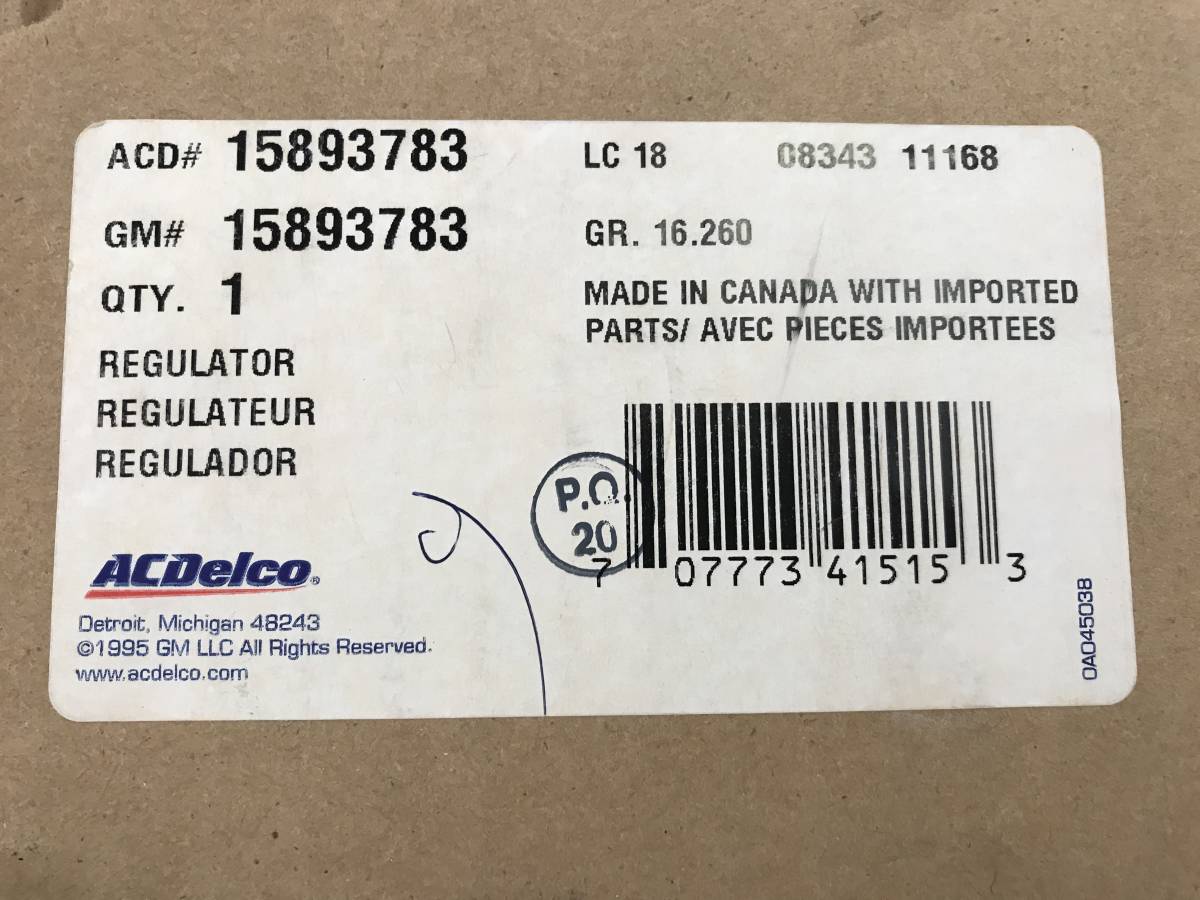 ACD# 15893783
GM# 15893783
QTY. 1
REGULATOR
REGULATEUR
REGULADOR
LC 18 08343 11168
GR. 16.260
MADE IN CANADA WITH IMPORTED
PARTS/ AVEC PIECES IMPORTEES
P.O.
20
7 07773 41515 3
0A045038
ACDelco®
Detroit, Michigan 48243
©1995 GM LLC All Rights Reserved.
www.acdelco.com